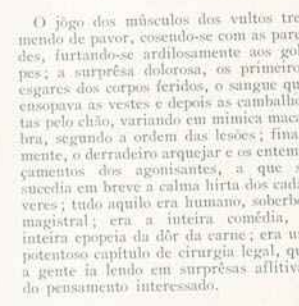 O jôgo dos músculos dos vultos tre
mendo de pavor, cosendo-se com as pare
des, furtando-se ardilosamente aos gol
pes; a surprêsa dolorosa, os primeiro
esgares dos corpos feridos, o sangue qu
ensopava as vestes e depois as cambalho
tas pelo chão, variando em mimica maca
bra, segundo a ordem das lesões; fina
mente, o derradeiro arquejar e os entem
çamentos dos agonisantes, a que s
sucedia em breve a calma hirta dos cadá
veres; tudo aquilo era humano, soberbo
magistral; era a inteira comédia,
inteira epopeia da dôr da carne; era u
potentoso capítulo de cirurgia legal, qu
a gente ia lendo em surprêsas aflitiv
do pensamento interessado.